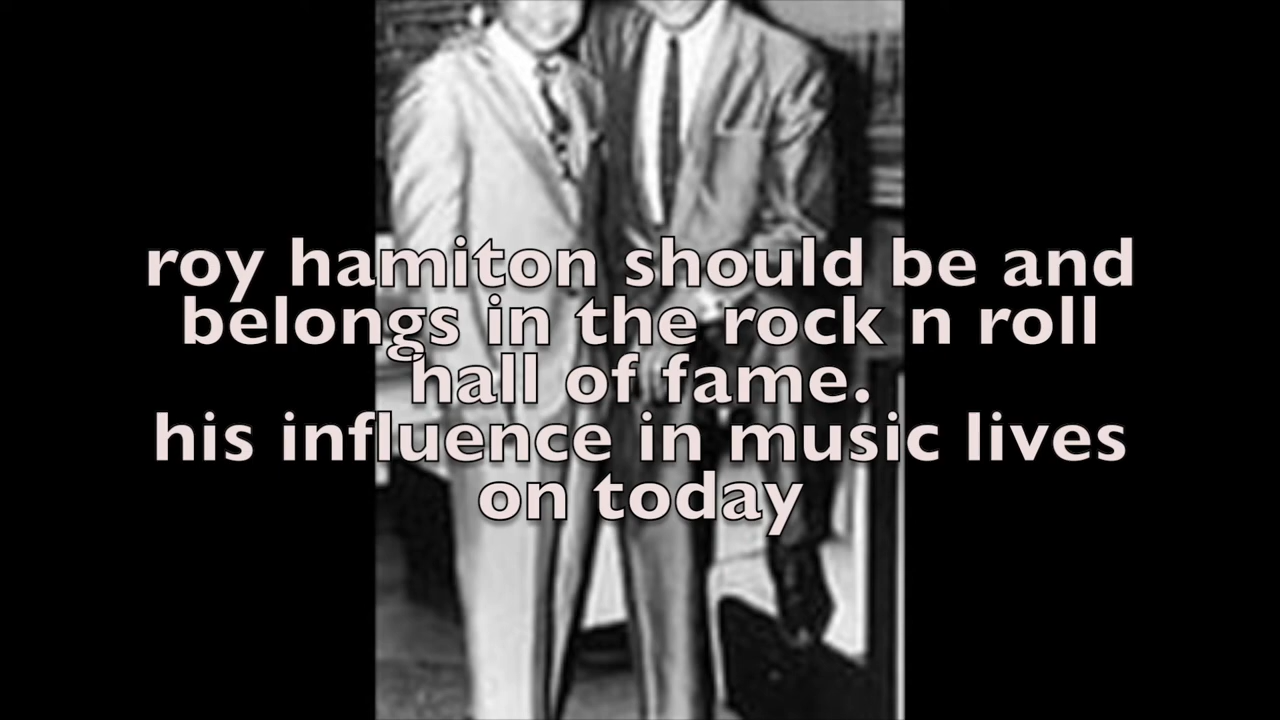 roy hamiton should be and
belongs in the rock n roll
hall of fame.
his influence in music lives
on today